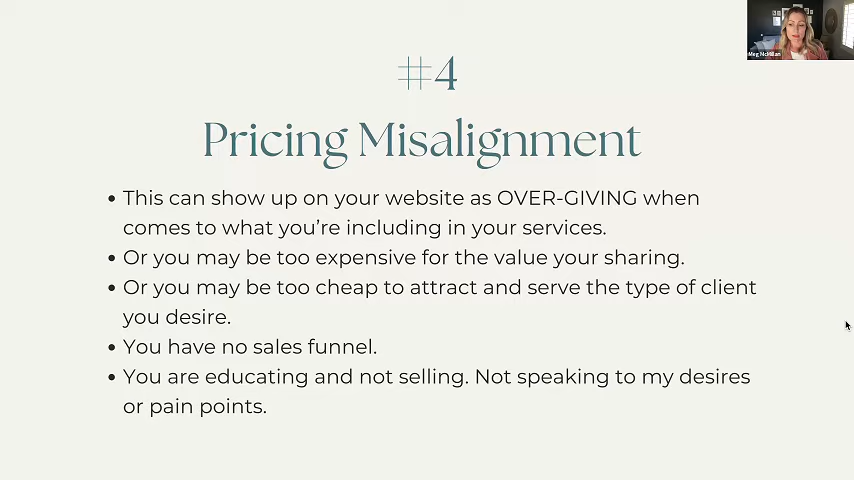 #4
Pricing Misalignment
• This can show up on your website as OVER-GIVING when
comes to what you’re including in your services.
• Or you may be too expensive for the value your sharing.
• Or you may be too cheap to attract and serve the type of client
you desire.
• You have no sales funnel.
• You are educating and not selling. Not speaking to my desires
or pain points.
Meg McMillan